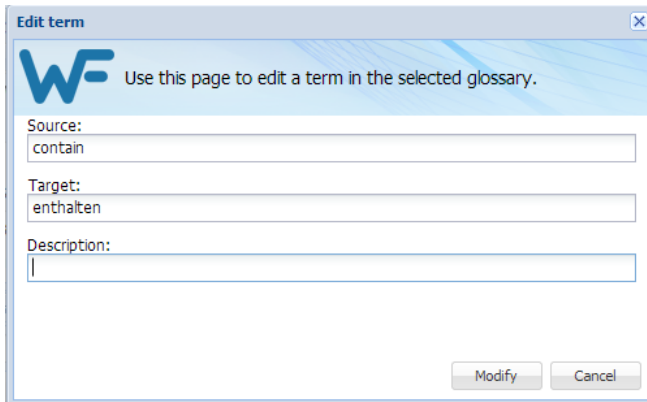 Edit term
WF
Use this page to edit a term in the selected glossary.
Source:
contain
Target:
enthalten
Description:
Modify Cancel